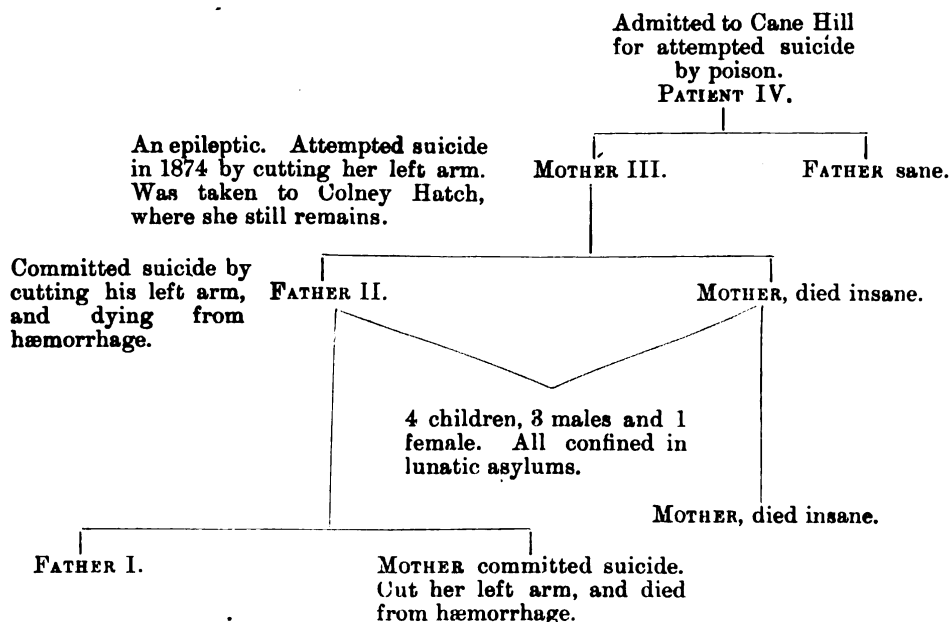 Admitted to Cane Hill
for attempted suicide
by poison.
PATIENT IV.
An epileptic. Attempted suicide
in 1874 by cutting her left arm.
Was taken to Colney Hatch,
where she still remains.
MOTHER III.
FATHER sane.
Committed suicide by
cutting his left arm,
and dying from
hæmorrhage.
FATHER II.
MOTHER, died insane.
4 children, 3 males and 1
female. All confined in
lunatic asylums.
MOTHER, died insane.
FATHER I.
MOTHER committed suicide.
Cut her left arm, and died
from hæmorrhage.